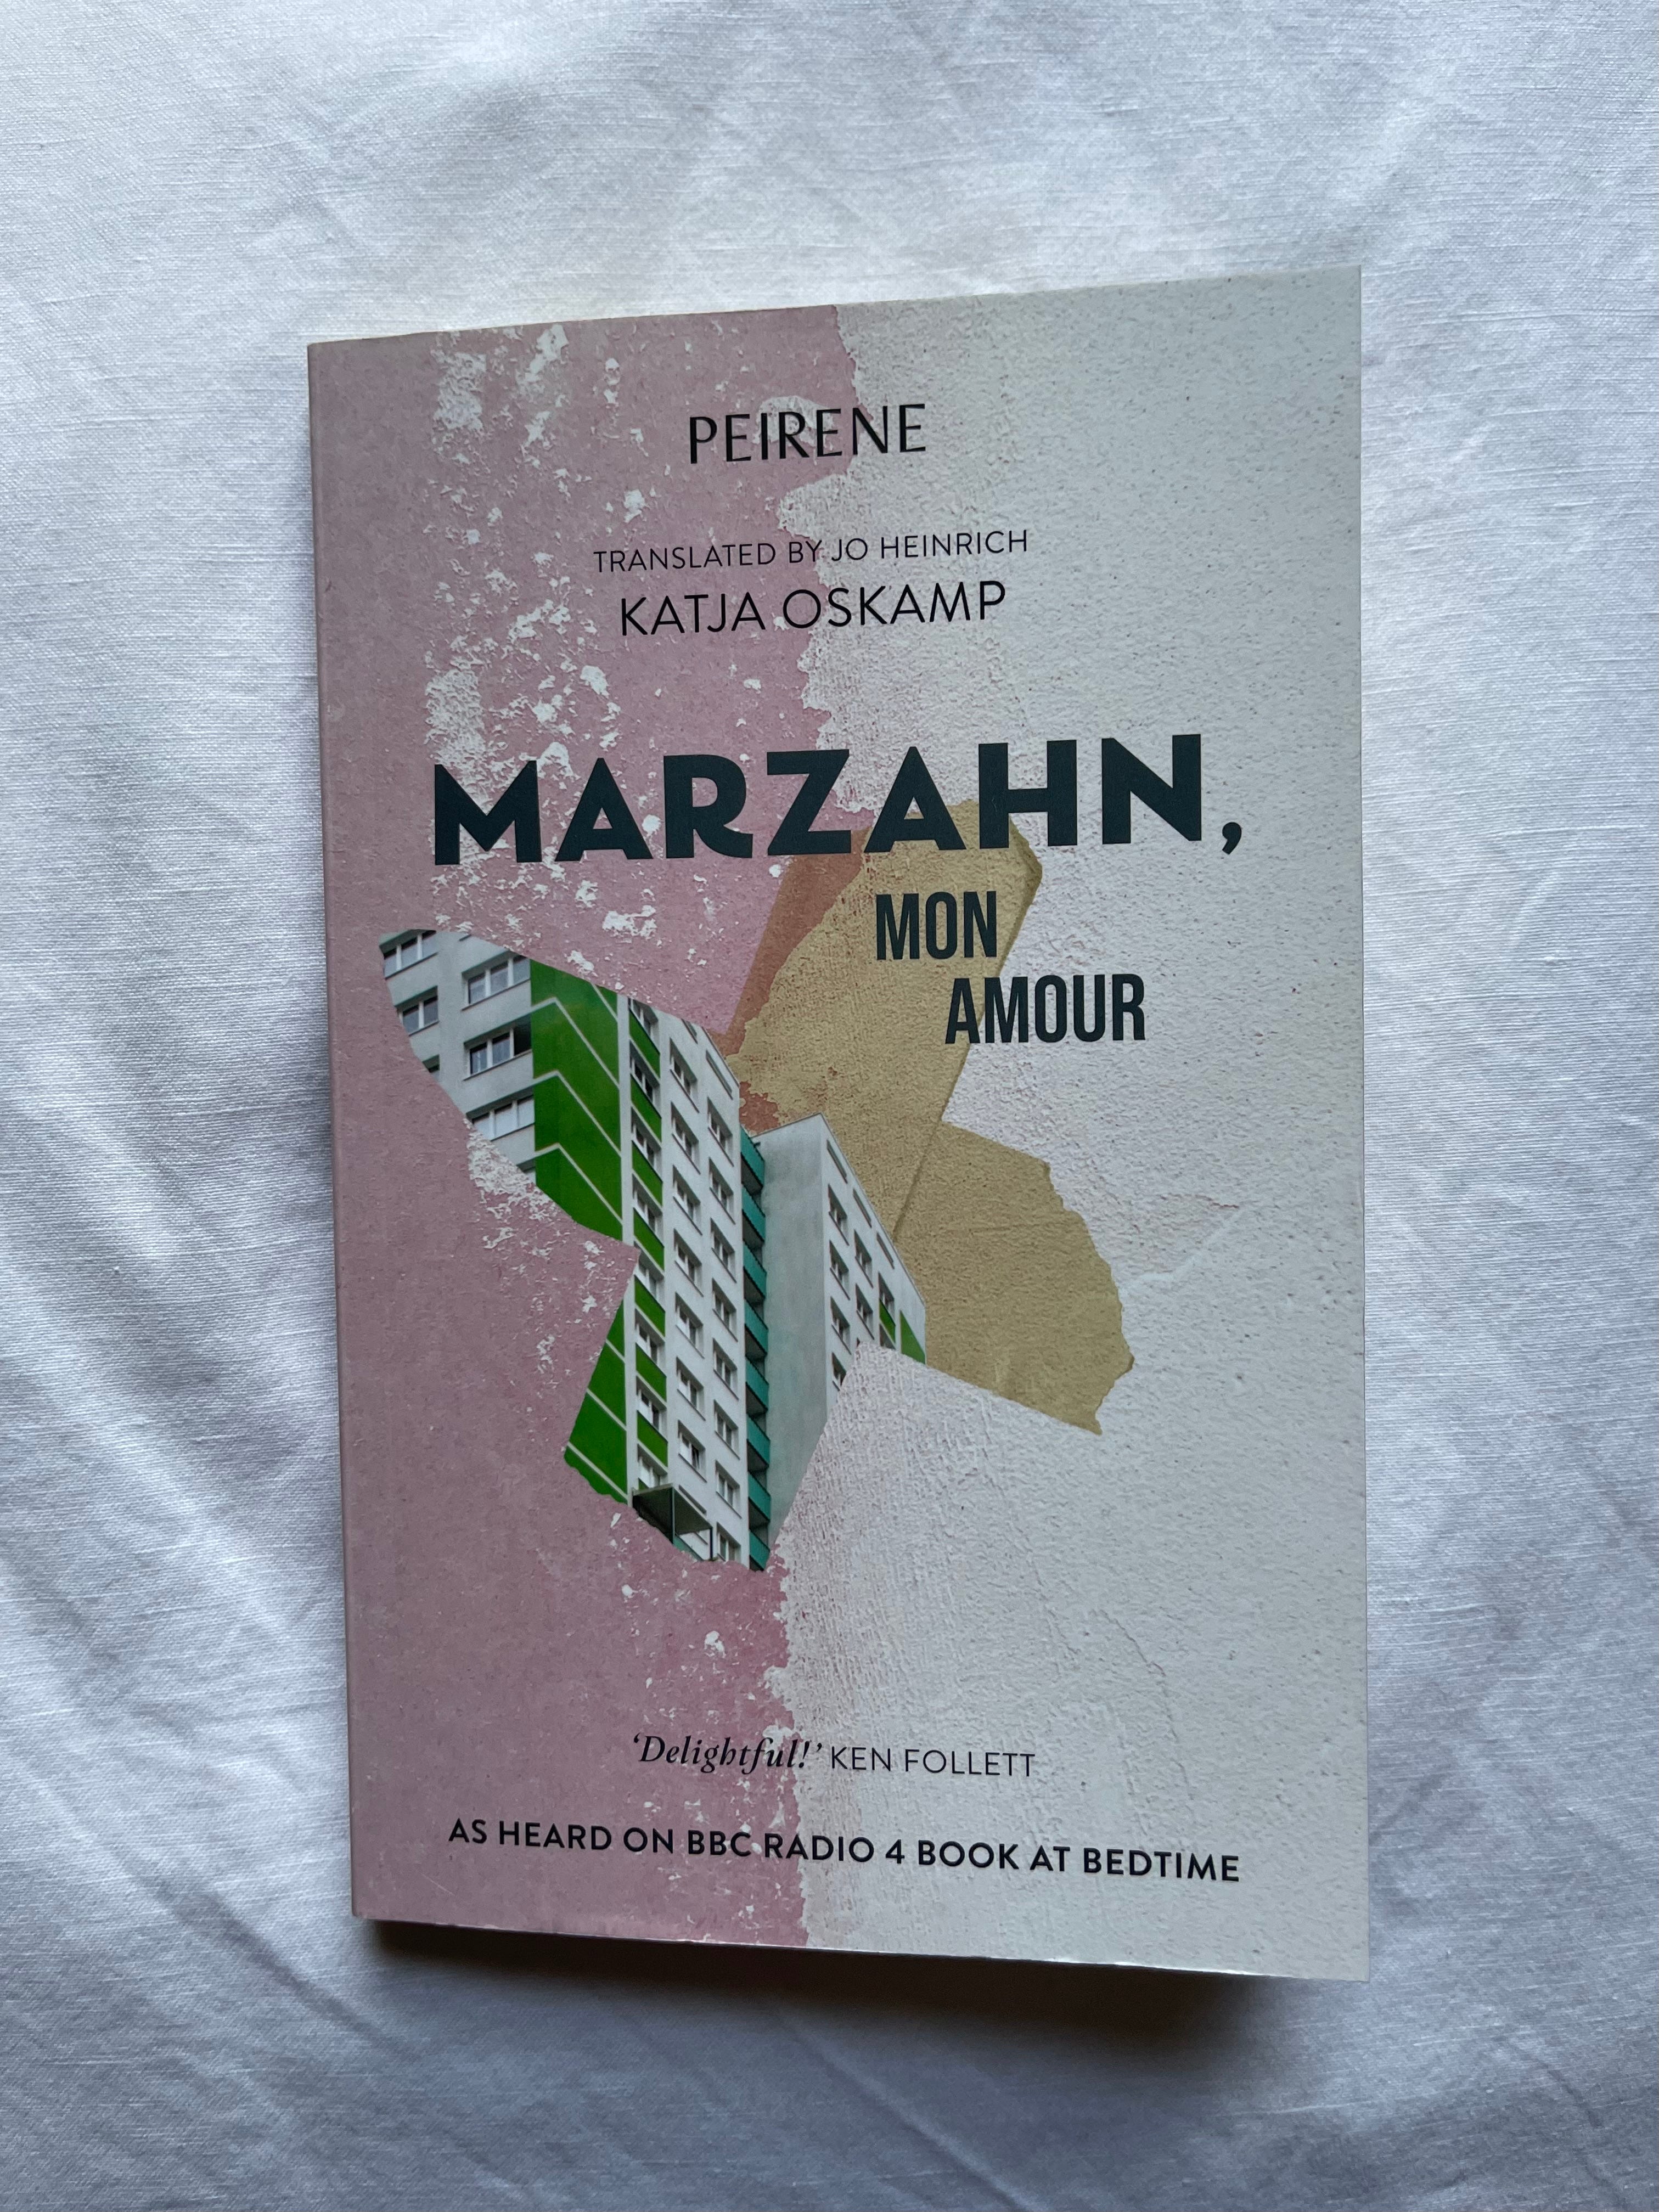 PEIRENE
TRANSLATED BY JO HEINRICH
KATJA OSKAMP
MARZAHN,
MON
AMOUR
‘Delightful!’ KEN FOLLETT
AS HEARD ON BBC RADIO 4 BOOK AT BEDTIME